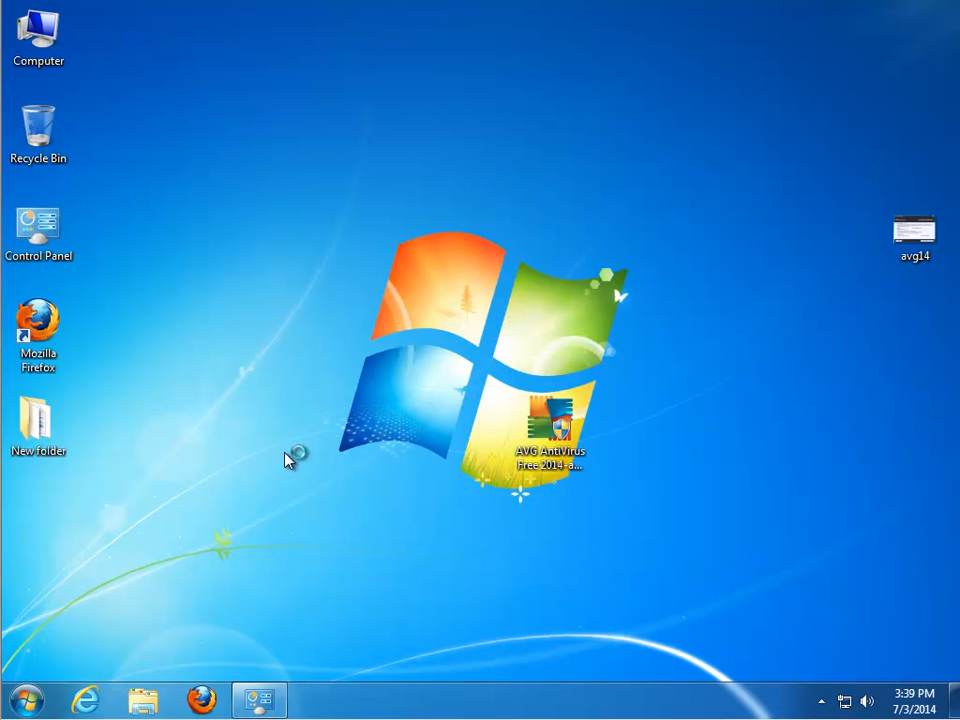 Computer
Recycle Bin
Control Panel
Mozilla
Firefox
New folder
AVG AntiVirus
Free 2014-a...
avg14
3:39 PM
7/3/2014